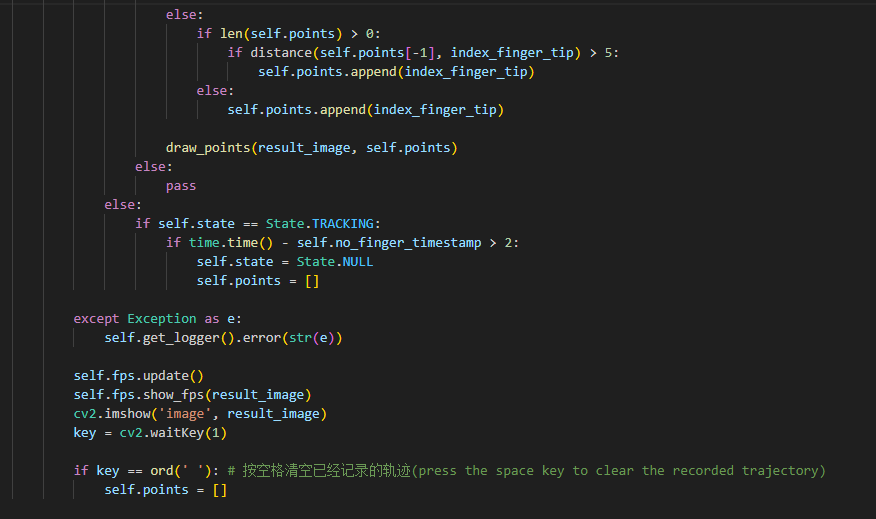 else:
if len(self.points) > 0:
if distance(self.points[-1], index_finger_tip) > 5:
self.points.append(index_finger_tip)
else:
self.points.append(index_finger_tip)
draw_points(result_image, self.points)
else:
pass
else:
if self.state == State.TRACKING:
if time.time() - self.no_finger_timestamp > 2:
self.state = State.NULL
self.points = []
except Exception as e:
self.get_logger().error(str(e))
self.fps.update()
self.fps.show_fps(result_image)
cv2.imshow('image', result_image)
key = cv2.waitKey(1)
if key == ord(' '): # 按空格清空已经记录的轨迹(press the space key to clear the recorded trajectory)
self.points = []